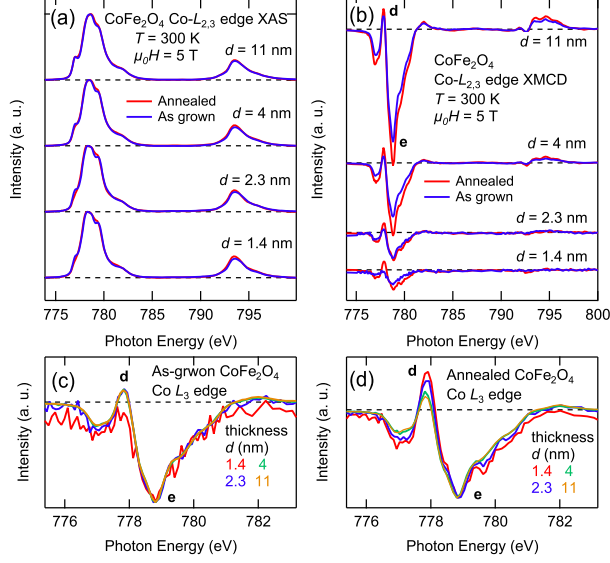 (a)
CoFe2O4 Co-L2,3 edge XAS
T = 300 K
μ0H = 5 T
d = 11 nm
Annealed
As grown
d = 4 nm
d = 2.3 nm
d = 1.4 nm
Intensity (a. u.)
775 780 785 790 795
Photon Energy (eV)
(b)
d
d = 11 nm
CoFe2O4
Co-L2,3 edge XMCD
T = 300 K
μ0H = 5 T
e
d = 4 nm
Annealed
As grown
d = 2.3 nm
d = 1.4 nm
Intensity (a. u.)
775 780 785 790 795 800
Photon Energy (eV)
(c)
d
As-grwon CoFe2O4
Co L3 edge
thickness
d (nm)
1.4 4
2.3 11
e
Intensity (a. u.)
776 778 780 782
Photon Energy (eV)
(d)
d
Annealed CoFe2O4
Co L3 edge
thickness
d (nm)
1.4 4
2.3 11
e
Intensity (a. u.)
776 778 780 782
Photon Energy (eV)